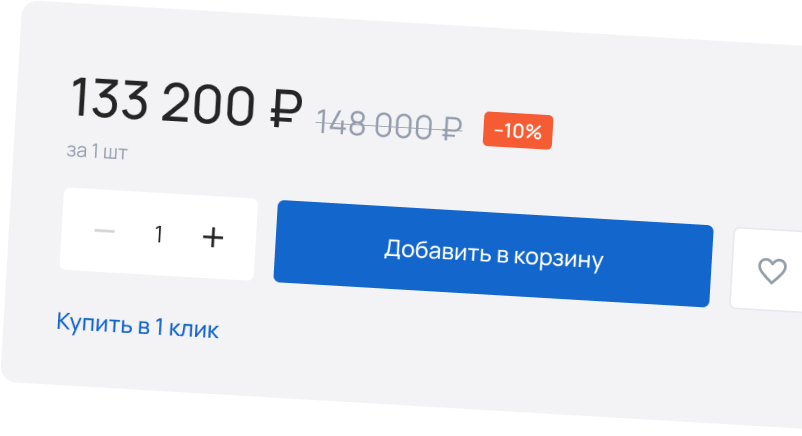 133 200 ₽ 148 000 ₽ −10%
за 1 шт
1 Добавить в корзину
Купить в 1 клик